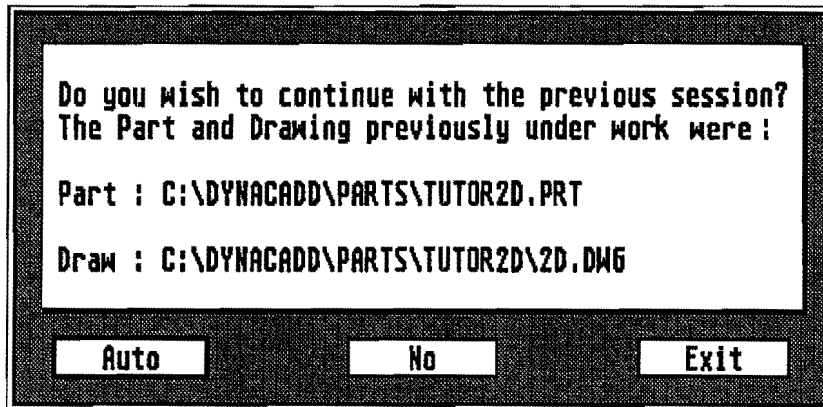 Do you wish to continue with the previous session?
The Part and Drawing previously under work were :
Part : C:\DYNACADD\PARTS\TUTOR2D.PRT
Draw : C:\DYNACADD\PARTS\TUTOR2D\2D.DWG
Auto No Exit